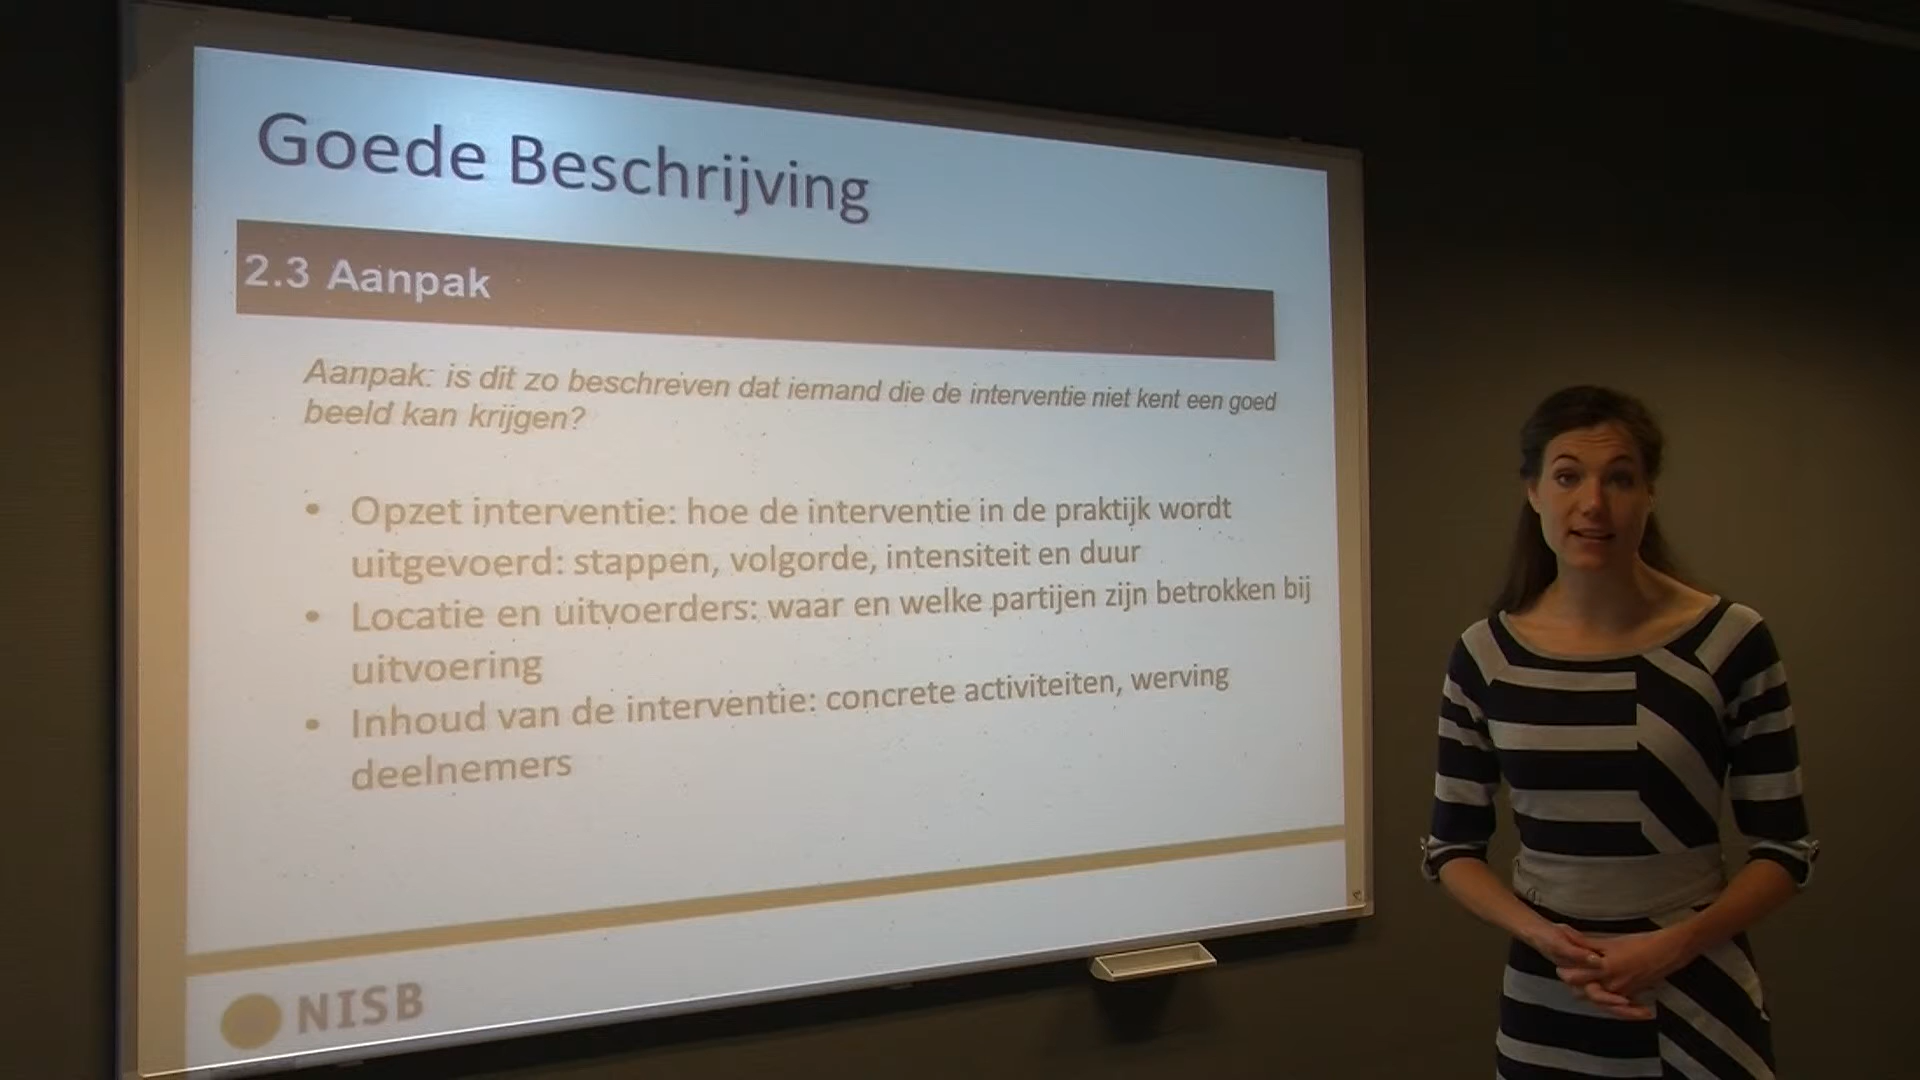 Goede Beschrijving
2.3 Aanpak
Aanpak: is dit zo beschreven dat iemand die de interventie niet kent een goed
beeld kan krijgen?
• Opzet interventie: hoe de interventie in de praktijk wordt
uitgevoerd: stappen, volgorde, intensiteit en duur
• Locatie en uitvoerders: waar en welke partijen zijn betrokken bij
uitvoering
• Inhoud van de interventie: concrete activiteiten, werving
deelnemers
NISB